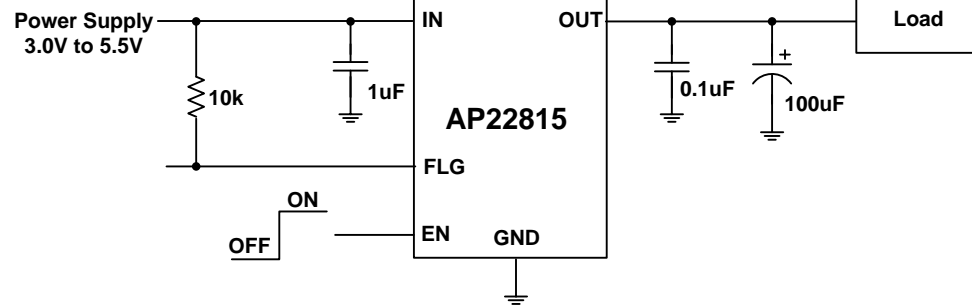 Power Supply
3.0V to 5.5V
IN
OUT
Load
10k
1uF
0.1uF
+
100uF
AP22815
FLG
ON
OFF
EN
GND